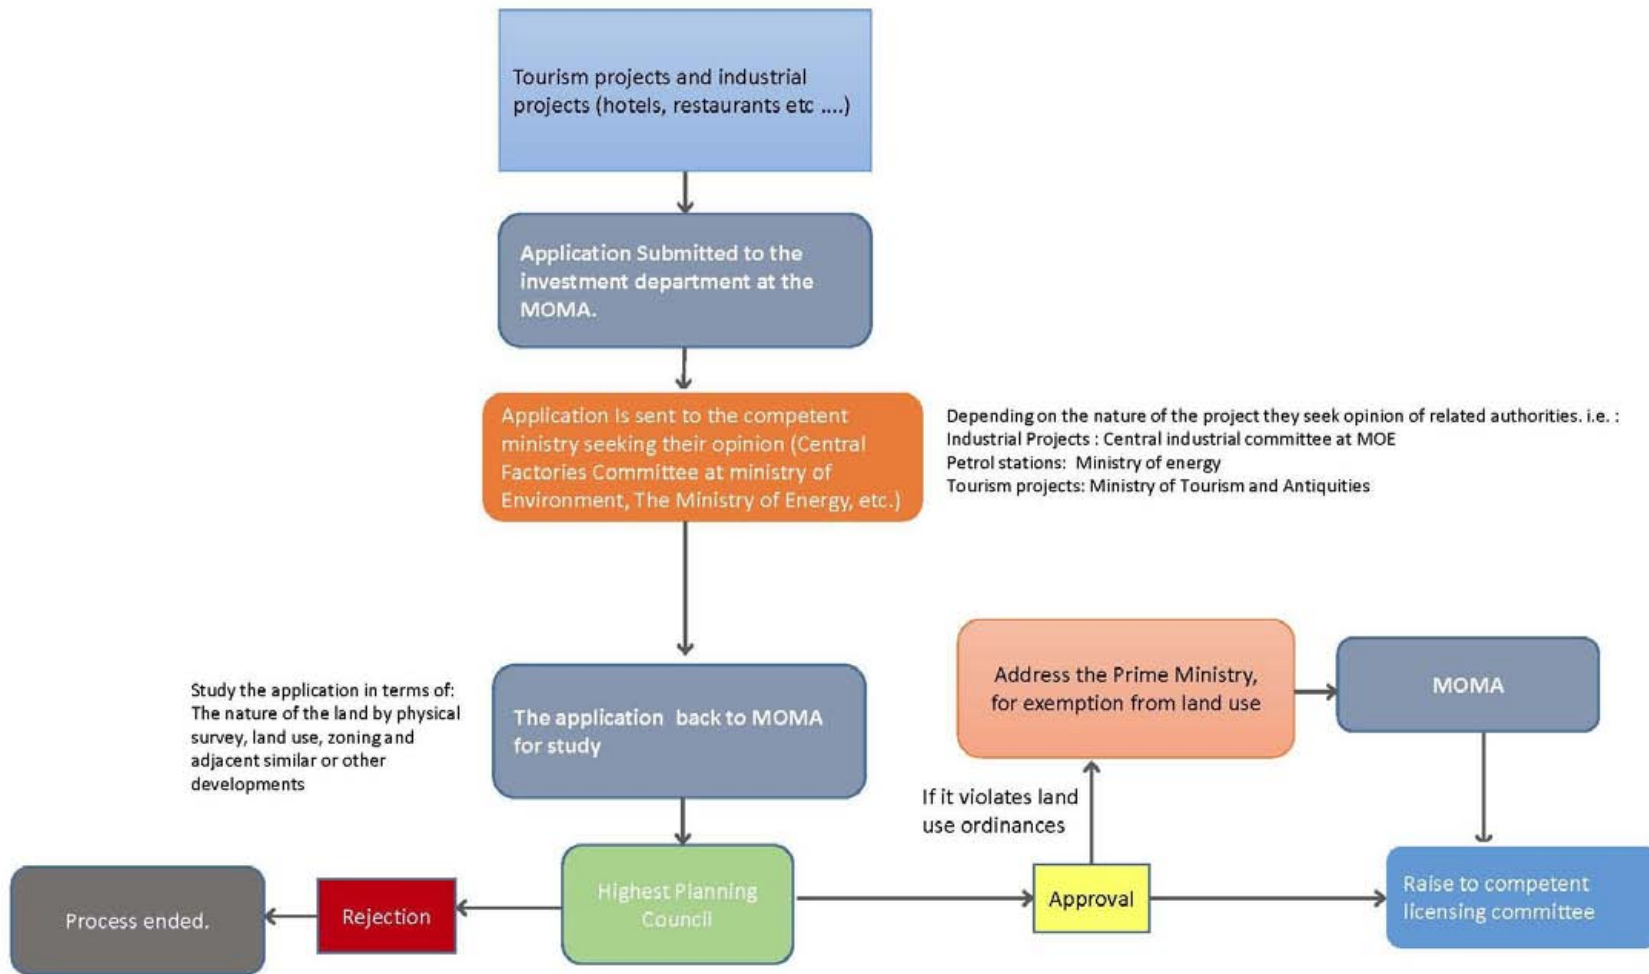 Tourism projects and industrial
projects (hotels, restaurants etc ....)
Application Submitted to the
investment department at the
MOMA.
Application Is sent to the competent
ministry seeking their opinion (Central
Factories Committee at ministry of
Environment, The Ministry of Energy, etc.)
Depending on the nature of the project they seek opinion of related authorities. i.e. :
Industrial Projects : Central industrial committee at MOE
Petrol stations: Ministry of energy
Tourism projects: Ministry of Tourism and Antiquities
Study the application in terms of:
The nature of the land by physical
survey, land use, zoning and
adjacent similar or other
developments
The application back to MOMA
for study
Address the Prime Ministry,
for exemption from land use
MOMA
If it violates land
use ordinances
Process ended.
Rejection
Highest Planning
Council
Approval
Raise to competent
licensing committee